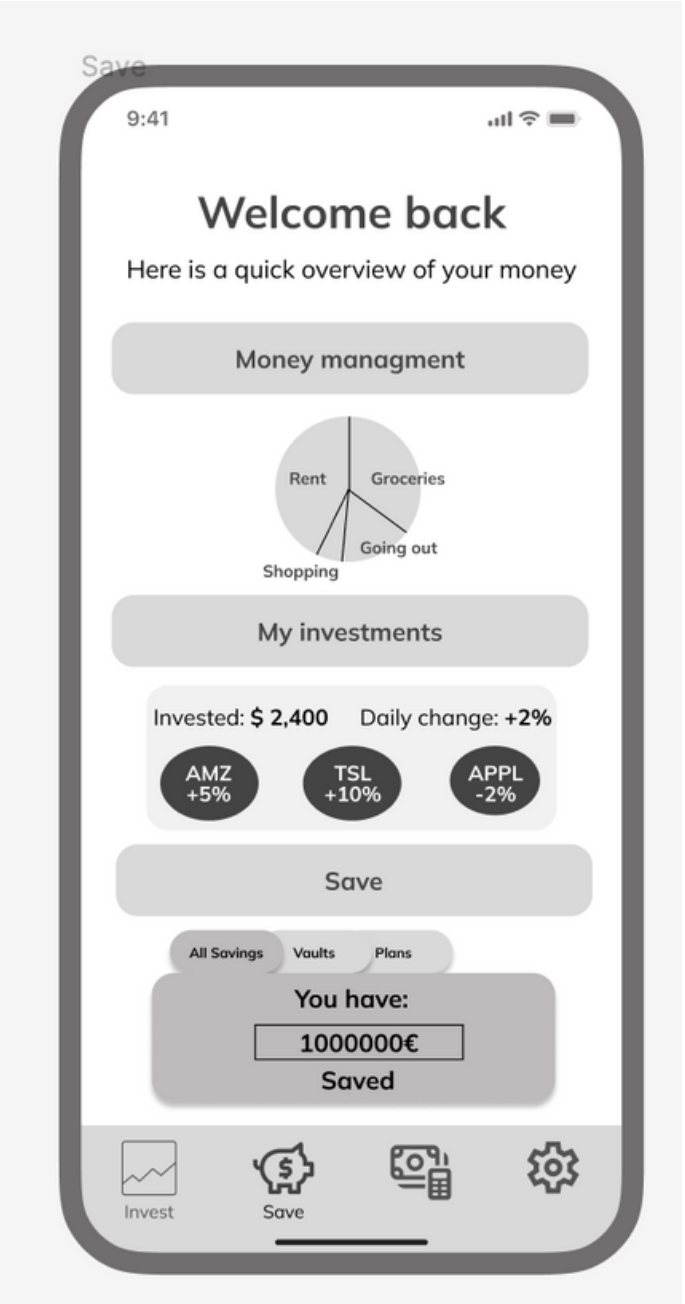 Save
9:41
Welcome back
Here is a quick overview of your money
Money managment
Rent
Groceries
Going out
Shopping
My investments
Invested: $ 2,400 Daily change: +2%
AMZ
+5%
TSL
+10%
APPL
-2%
Save
All Savings Vaults Plans
You have:
1000000€
Saved
$
Invest Save